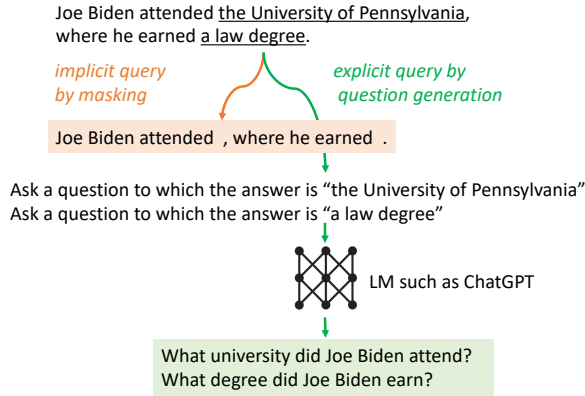 Joe Biden attended the University of Pennsylvania,
where he earned a law degree.
implicit query
by masking
explicit query by
question generation
Joe Biden attended , where he earned .
Ask a question to which the answer is “the University of Pennsylvania”
Ask a question to which the answer is “a law degree”
LM such as ChatGPT
What university did Joe Biden attend?
What degree did Joe Biden earn?